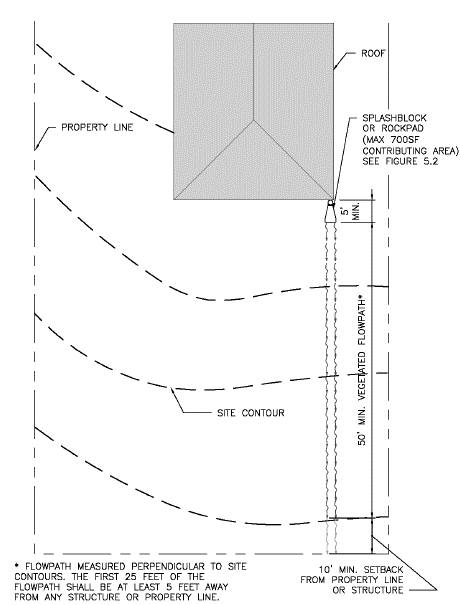 ROOF
SPLASHBLOCK
OR ROCKPAD
(MAX 700SF
CONTRIBUTING AREA)
SEE FIGURE 5.2
PROPERTY LINE
5'
MIN.
50' MIN. VEGETATED FLOWPATH*
SITE CONTOUR
* FLOWPATH MEASURED PERPENDICULAR TO SITE
CONTOURS. THE FIRST 25 FEET OF THE
FLOWPATH SHALL BE AT LEAST 5 FEET AWAY
FROM ANY STRUCTURE OR PROPERTY LINE.
10' MIN. SETBACK
FROM PROPERTY LINE
OR STRUCTURE